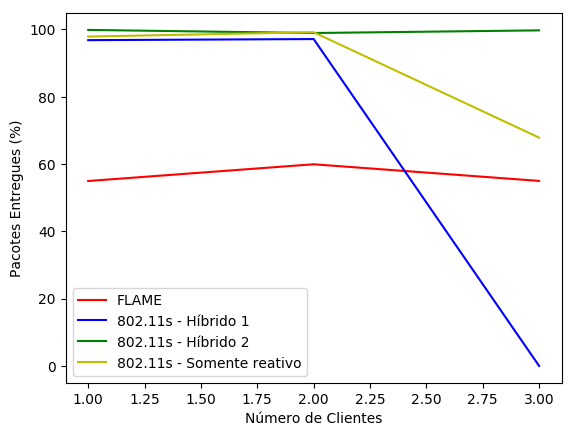 100
80
60
40
20
0
Pacotes Entregues (%)
FLAME
802.11s - Híbrido 1
802.11s - Híbrido 2
802.11s - Somente reativo
1.00 1.25 1.50 1.75 2.00 2.25 2.50 2.75 3.00
Número de Clientes